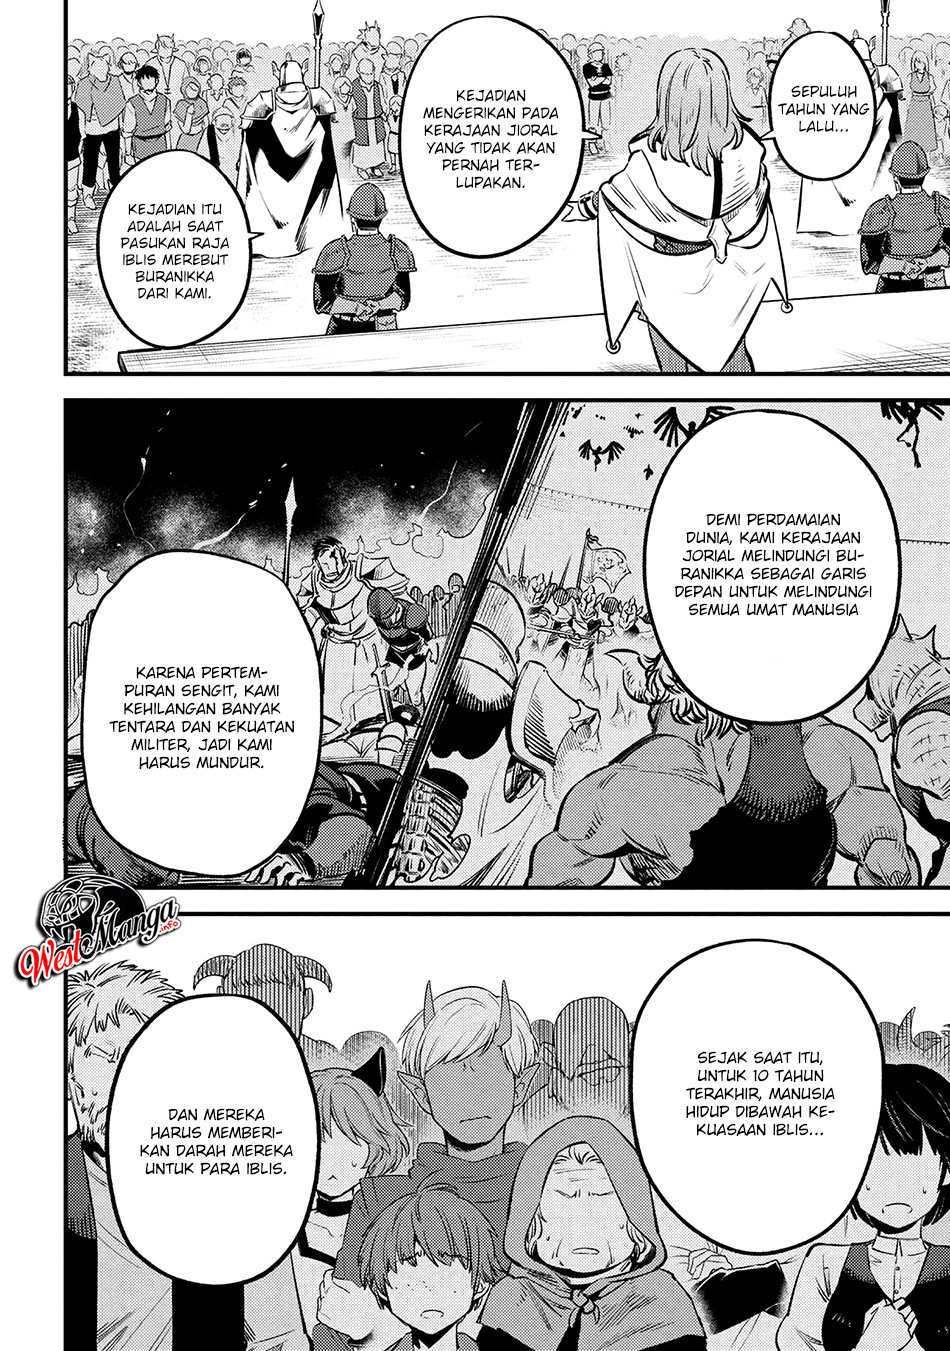 SEPULUH
TAHUN YANG
LALU...
KEJADIAN
MENGERIKAN PADA
KERAJAAN JIORAL
YANG TIDAK AKAN
PERNAH TER-
LUPAKAN.
KEJADIAN ITU
ADALAH SAAT
PASUKAN RAJA
IBLIS MEREBUT
BURANIKKA
DARI KAMI.
DEMI PERDAMAIAN
DUNIA, KAMI KERAJAAN
JORIAL MELINDUNGI BU-
RANIKKA SEBAGAI GARIS
DEPAN UNTUK MELINDUNGI
SEMUA UMAT MANUSIA
KARENA PERTEM-
PURAN SENGIT, KAMI
KEHILANGAN BANYAK
TENTARA DAN KEKUATAN
MILITER, JADI KAMI
HARUS MUNDUR.
WestManga
.info
SEJAK SAAT ITU,
UNTUK 10 TAHUN
TERAKHIR, MANUSIA
HIDUP DIBAWAH KE-
KUASAAN IBLIS...
DAN MEREKA
HARUS MEMBERI-
KAN DARAH MEREKA
UNTUK PARA IBLIS.